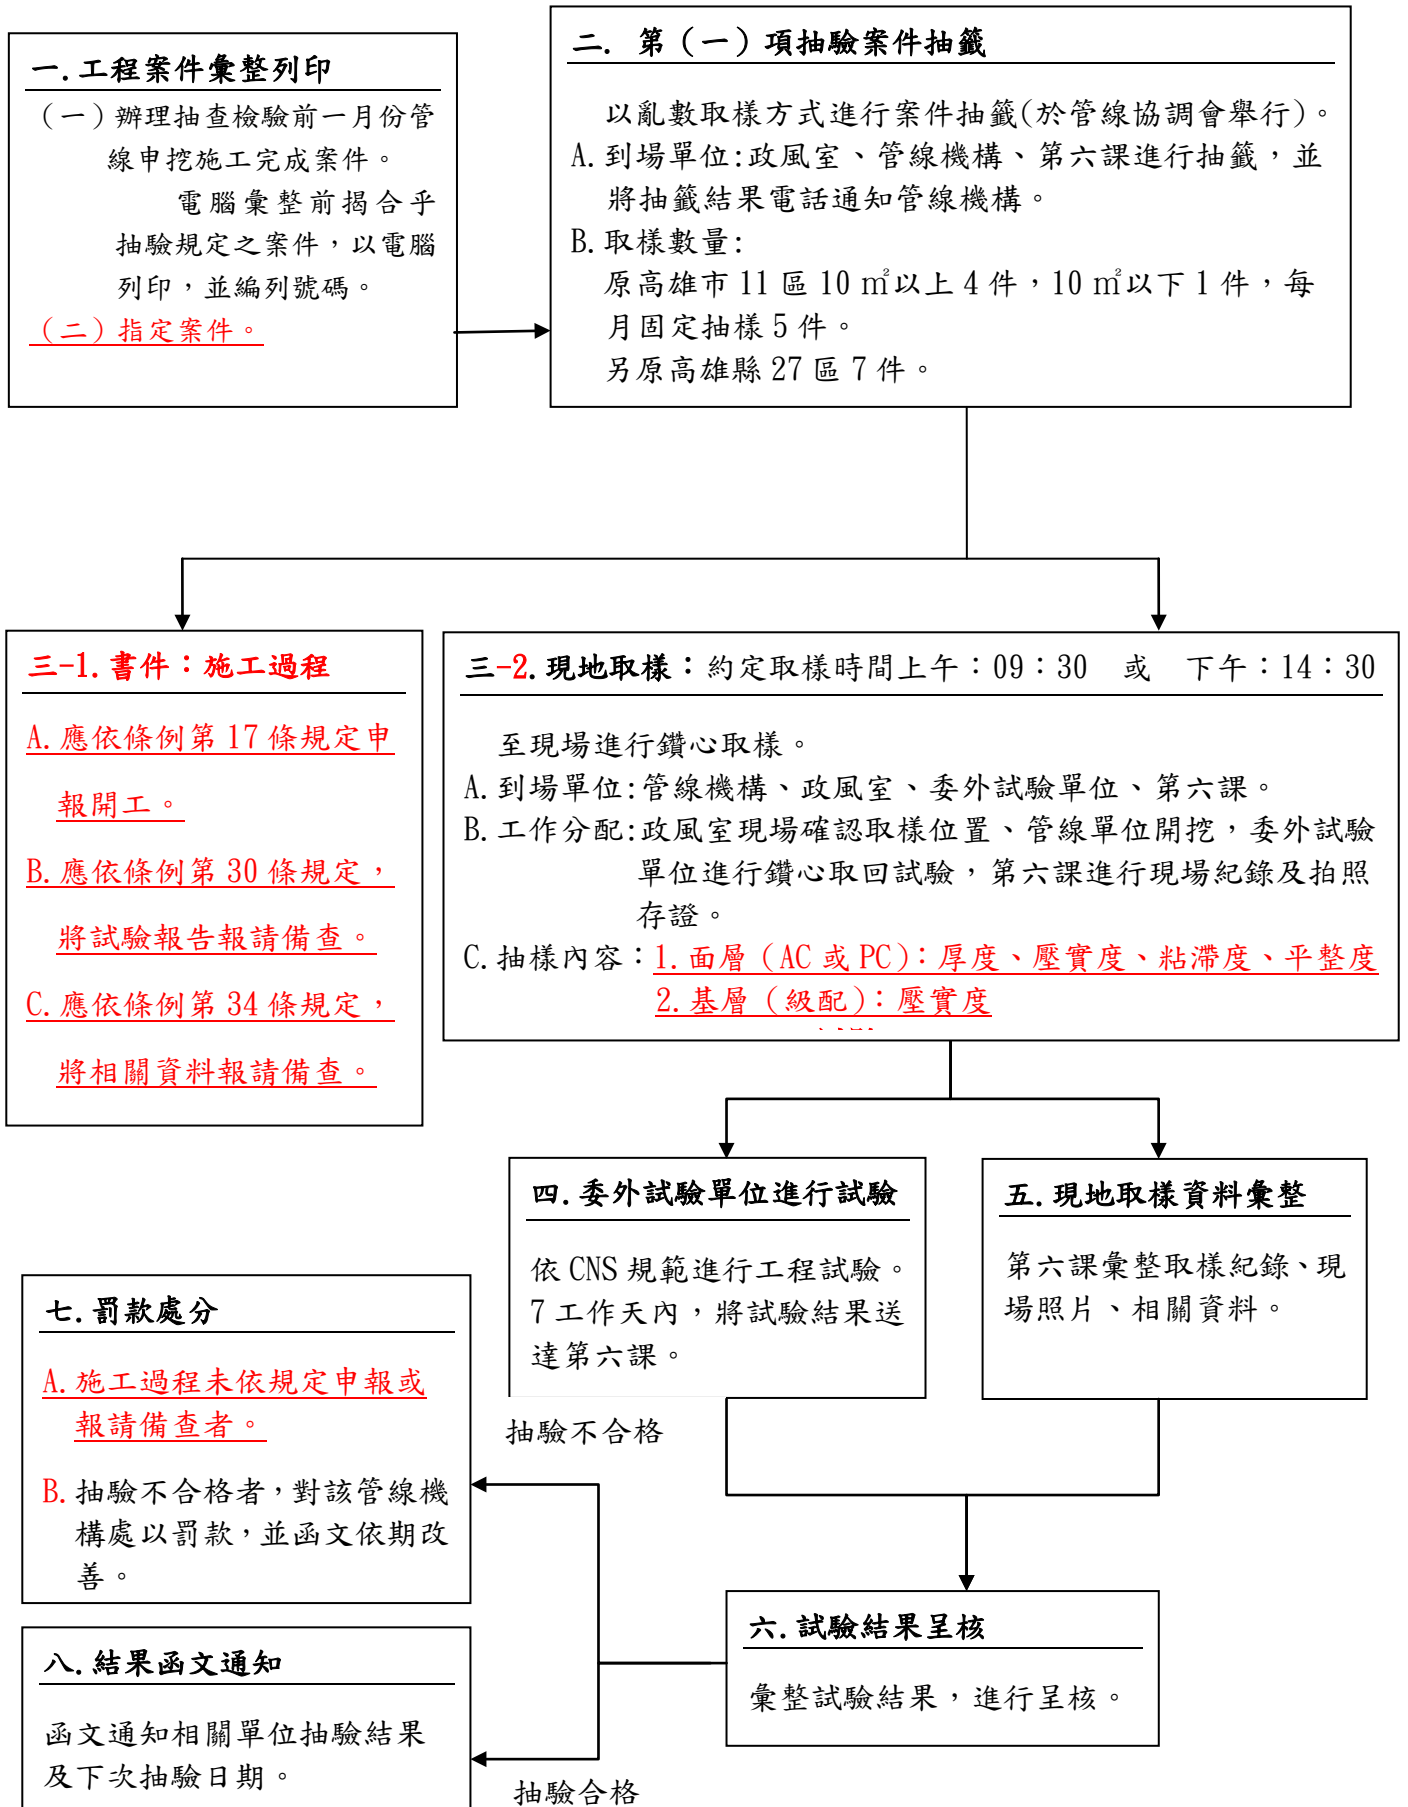 一.工程案件彙整列印
（一）辦理抽查檢驗前一月份管
線申挖施工完成案件。
電腦彙整前揭合乎
抽驗規定之案件，以電腦
列印，並編列號碼。
（二）指定案件。
二. 第（一）項抽驗案件抽籤
以亂數取樣方式進行案件抽籤(於管線協調會舉行)。
A.到場單位:政風室、管線機構、第六課進行抽籤，並
將抽籤結果電話通知管線機構。
B.取樣數量:
原高雄市 11 區 10 ㎡以上 4 件，10 ㎡以下 1 件，每
月固定抽樣 5 件。
另原高雄縣 27 區 7 件。
三-1.書件：施工過程
A.應依條例第 17 條規定申
報開工。
B.應依條例第 30 條規定，
將試驗報告報請備查。
C.應依條例第 34 條規定，
將相關資料報請備查。
三-2.現地取樣：約定取樣時間上午：09：30 或 下午：14：30
至現場進行鑽心取樣。
A.到場單位:管線機構、政風室、委外試驗單位、第六課。
B.工作分配:政風室現場確認取樣位置、管線單位開挖，委外試驗
單位進行鑽心取回試驗，第六課進行現場紀錄及拍照
存證。
C.抽樣內容：1.面層（AC 或 PC）：厚度、壓實度、粘滯度、平整度
2.基層（級配）：壓實度
四.委外試驗單位進行試驗
依 CNS 規範進行工程試驗。
7 工作天內，將試驗結果送
達第六課。
五.現地取樣資料彙整
第六課彙整取樣紀錄、現
場照片、相關資料。
七.罰款處分
A.施工過程未依規定申報或
報請備查者。
B.抽驗不合格者，對該管線機
構處以罰款，並函文依期改
善。
抽驗不合格
六.試驗結果呈核
彙整試驗結果，進行呈核。
八.結果函文通知
函文通知相關單位抽驗結果
及下次抽驗日期。
抽驗合格